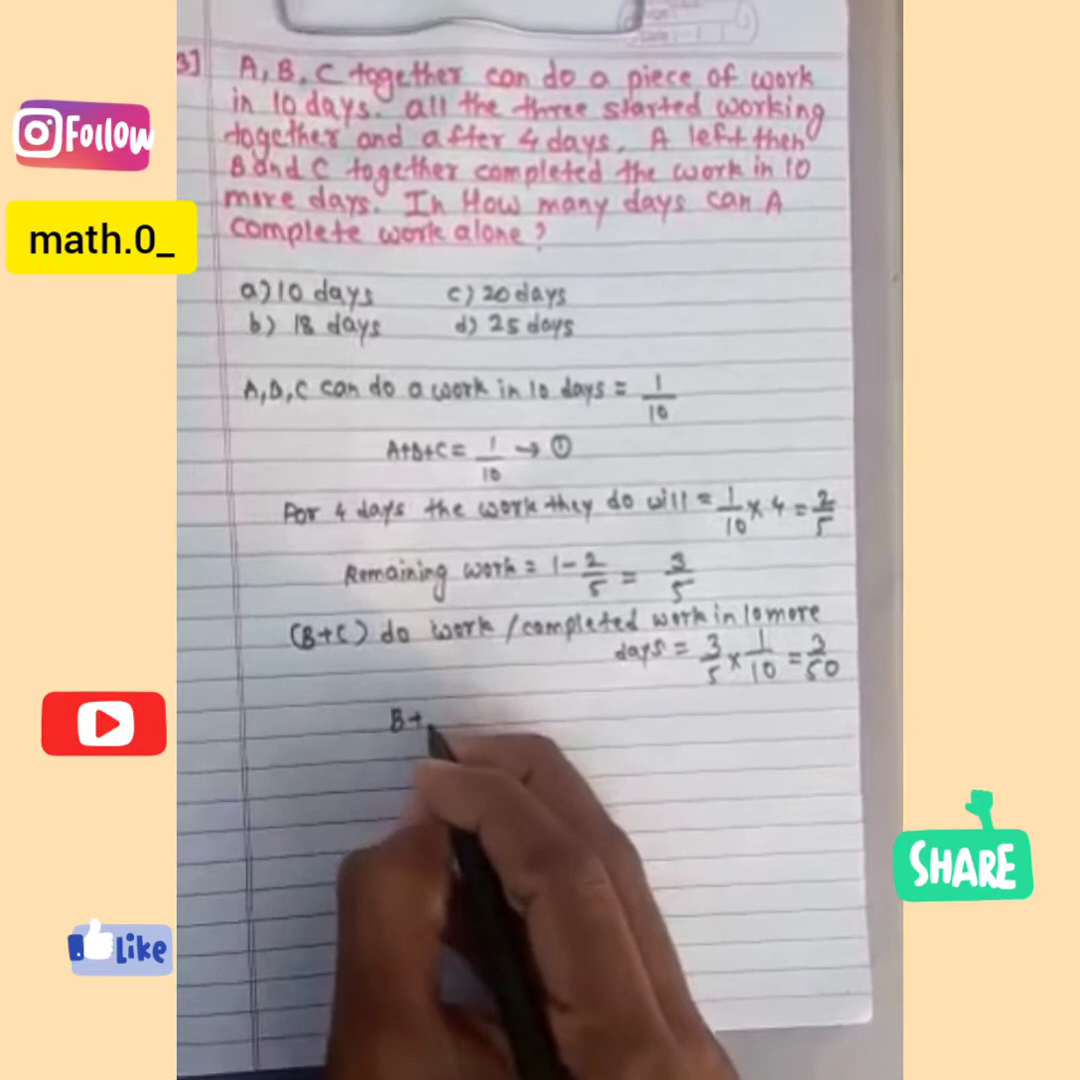 3] A, B, C together can do a piece of work
in 10 days. all the three started working
together and after 4 days, A left then
B and C together completed the work in 10
more days. In How many days can A
complete work alone?
a) 10 days c) 20 days
b) 18 days d) 25 days
A,B,C can do a work in 10 days = 1/10
A+B+C = 1/10 → ①
For 4 days the work they do will = 1/10 × 4 = 2/5
Remaining work = 1 - 2/5 = 3/5
(B+C) do work / completed work in 10 more
days = 3/5 × 1/10 = 3/50
B+
Follow
math.0_
Like
SHARE